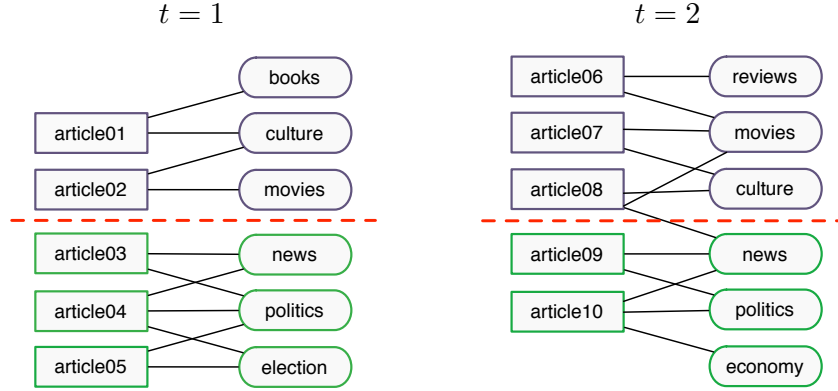 t = 1
t = 2
books
article01
culture
article02
movies
article03
news
article04
politics
article05
election
article06
reviews
article07
movies
article08
culture
article09
news
article10
politics
economy